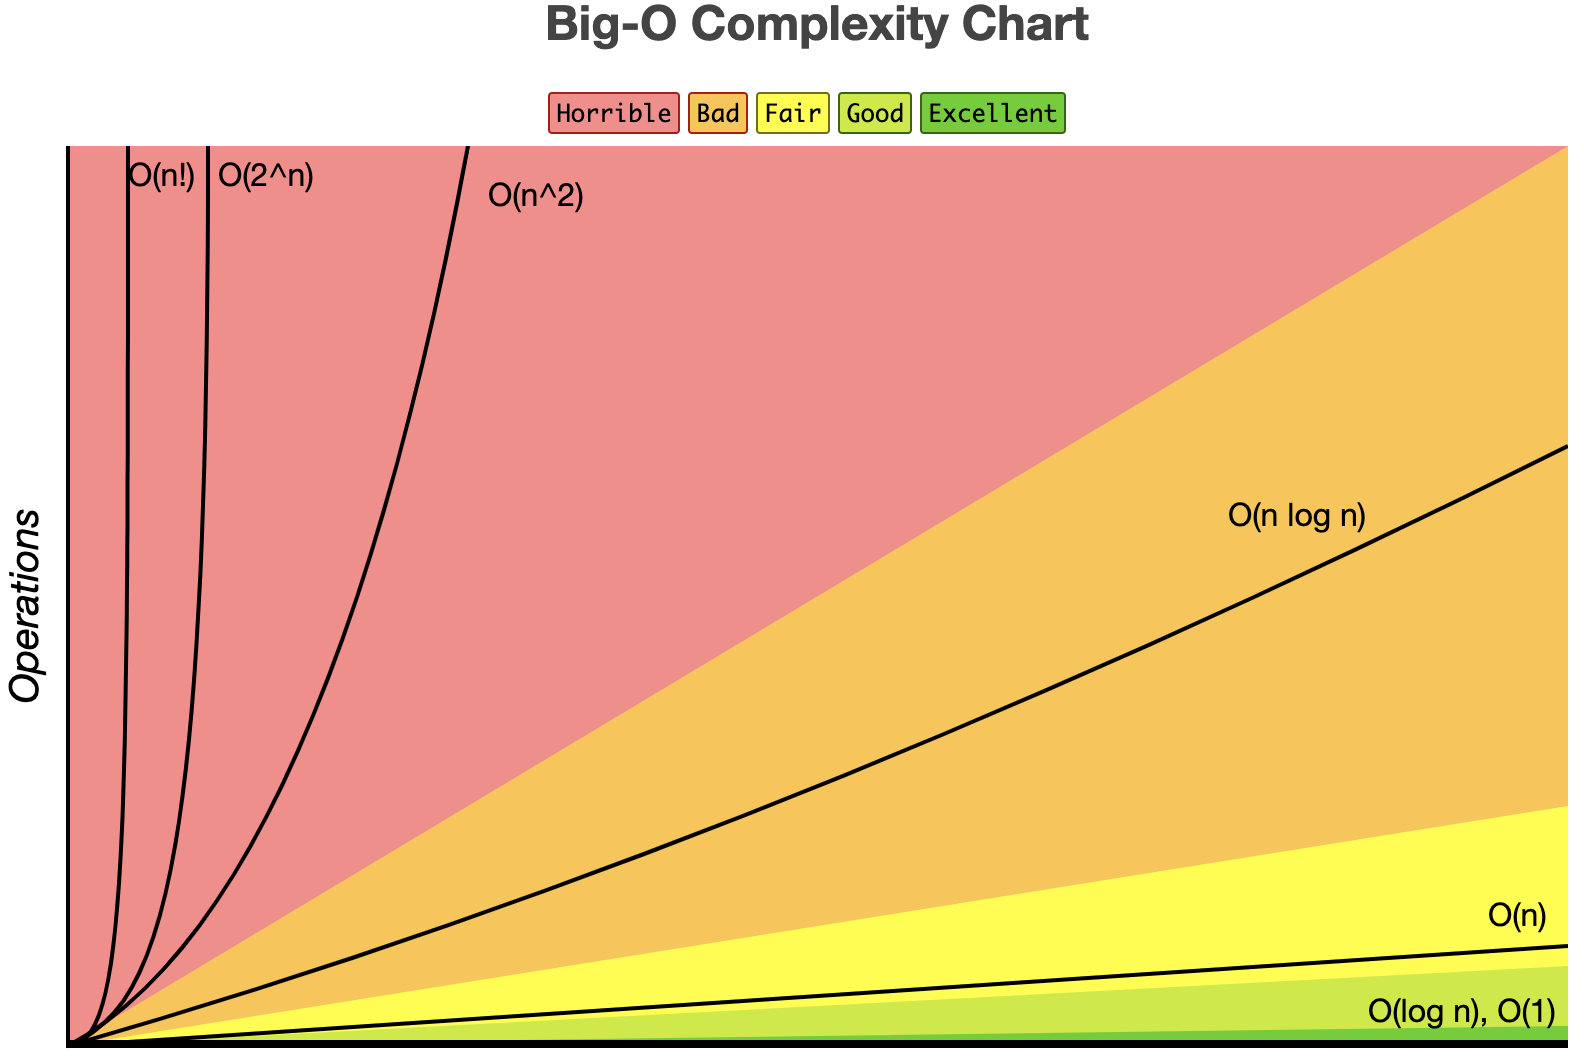 Big-O Complexity Chart
Horrible Bad Fair Good Excellent
O(n!) O(2^n)
O(n^2)
O(n log n)
Operations
O(n)
O(log n), O(1)